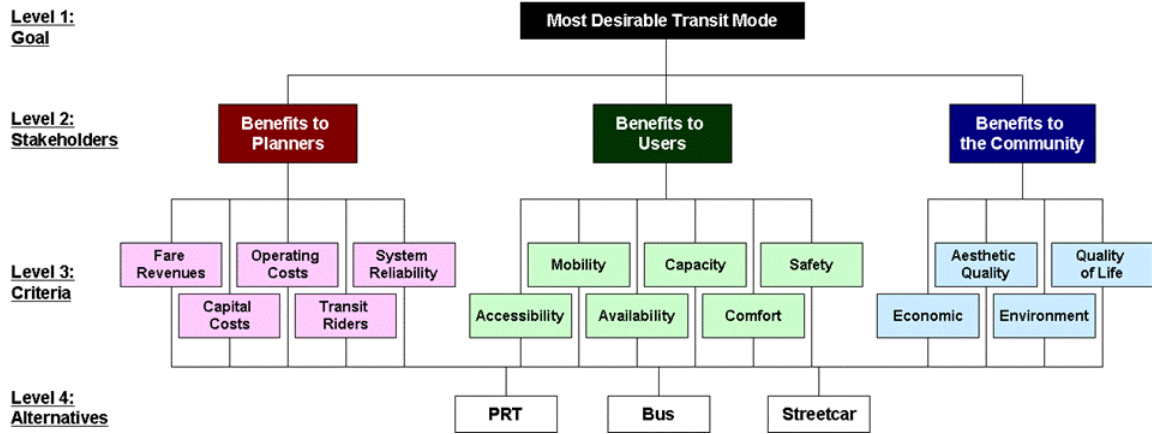 Level 1:
Goal
Most Desirable Transit Mode
Level 2:
Stakeholders
Benefits to
Planners
Benefits to
Users
Benefits to
the Community
Level 3:
Criteria
Fare
Revenues
Operating
Costs
System
Reliability
Capital
Costs
Transit
Riders
Mobility
Capacity
Safety
Accessibility
Availability
Comfort
Aesthetic
Quality
Quality
of Life
Economic
Environment
Level 4:
Alternatives
PRT
Bus
Streetcar